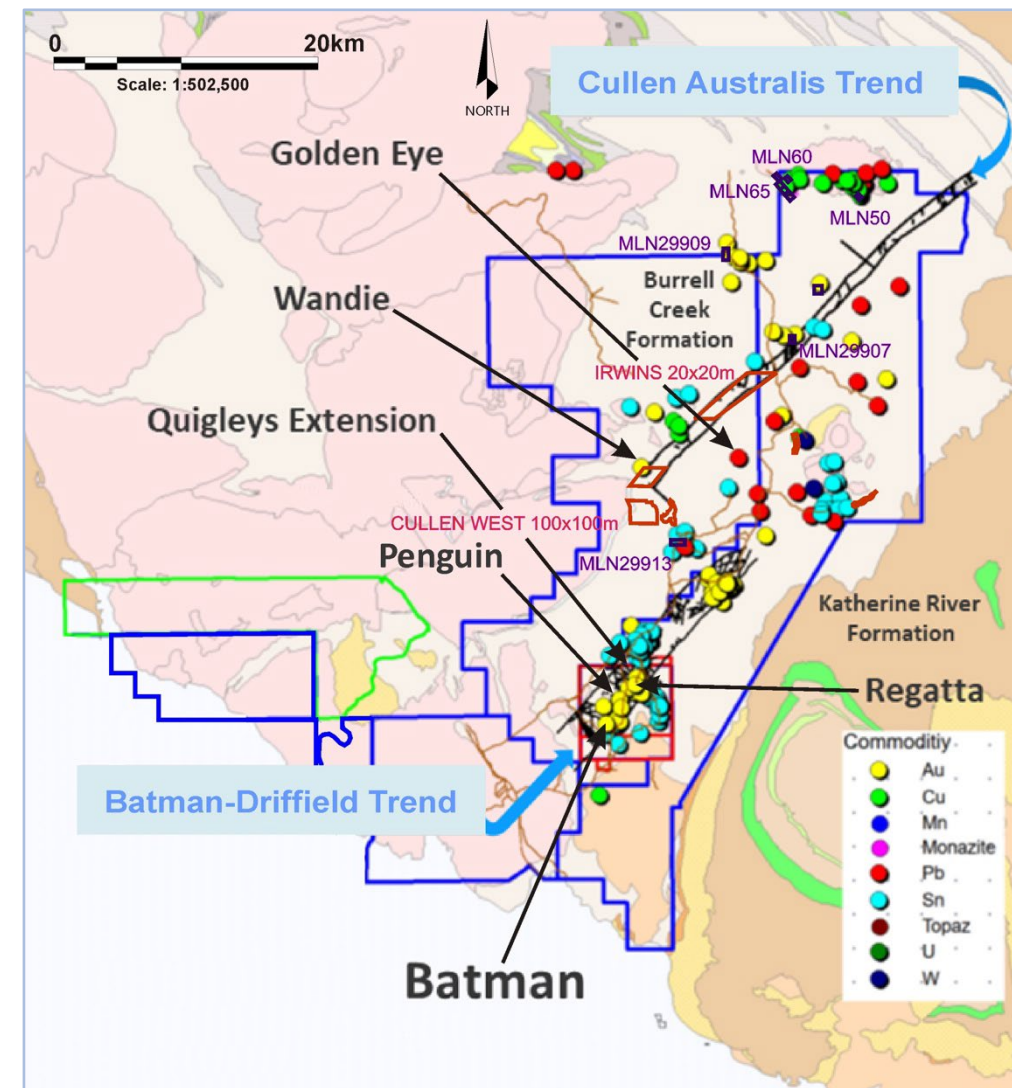 0 20km
Scale: 1:502,500
NORTH
Cullen Australis Trend
Golden Eye
MLN60
MLN65
MLN50
MLN29909
Burrell
Creek
Formation
Wandie
MLN29907
IRWINS 20x20m
Quigleys Extension
CULLEN WEST 100x100m
Penguin
MLN29913
Katherine River
Formation
Regatta
Batman-Driffield Trend
Batman
Commoditiy
Au
Cu
Mn
Monazite
Pb
Sn
Topaz
U
W